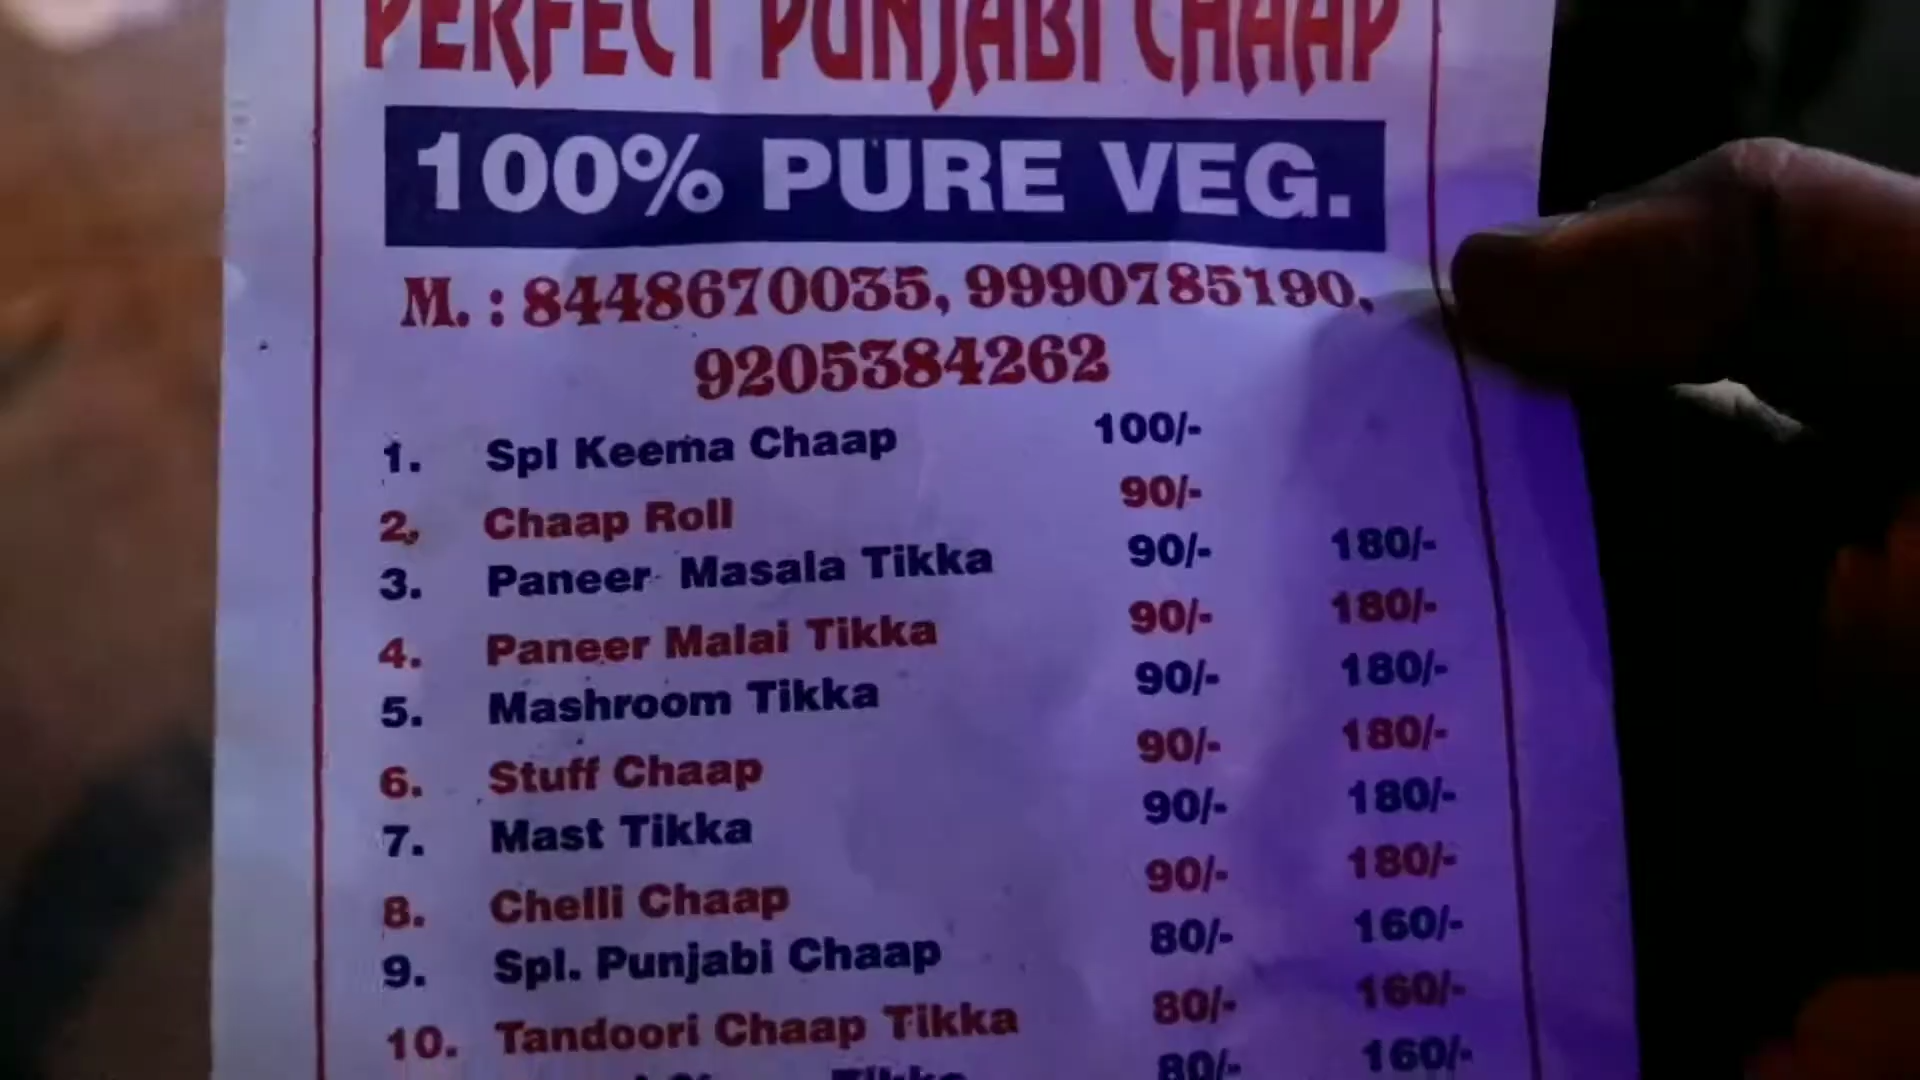 PERFECT PUNJABI CHAAP
100% PURE VEG.
M. : 8448670035, 9990785190,
9205384262
1. Spl Keema Chaap 100/-
2, Chaap Roll 90/-
3. Paneer Masala Tikka 90/- 180/-
4. Paneer Malai Tikka 90/- 180/-
5. Mashroom Tikka 90/- 180/-
6. Stuff Chaap 90/- 180/-
7. Mast Tikka 90/- 180/-
8. Chelli Chaap 90/- 180/-
9. Spl. Punjabi Chaap 80/- 160/-
10. Tandoori Chaap Tikka 80/- 160/-
Tikka 80/- 160/-